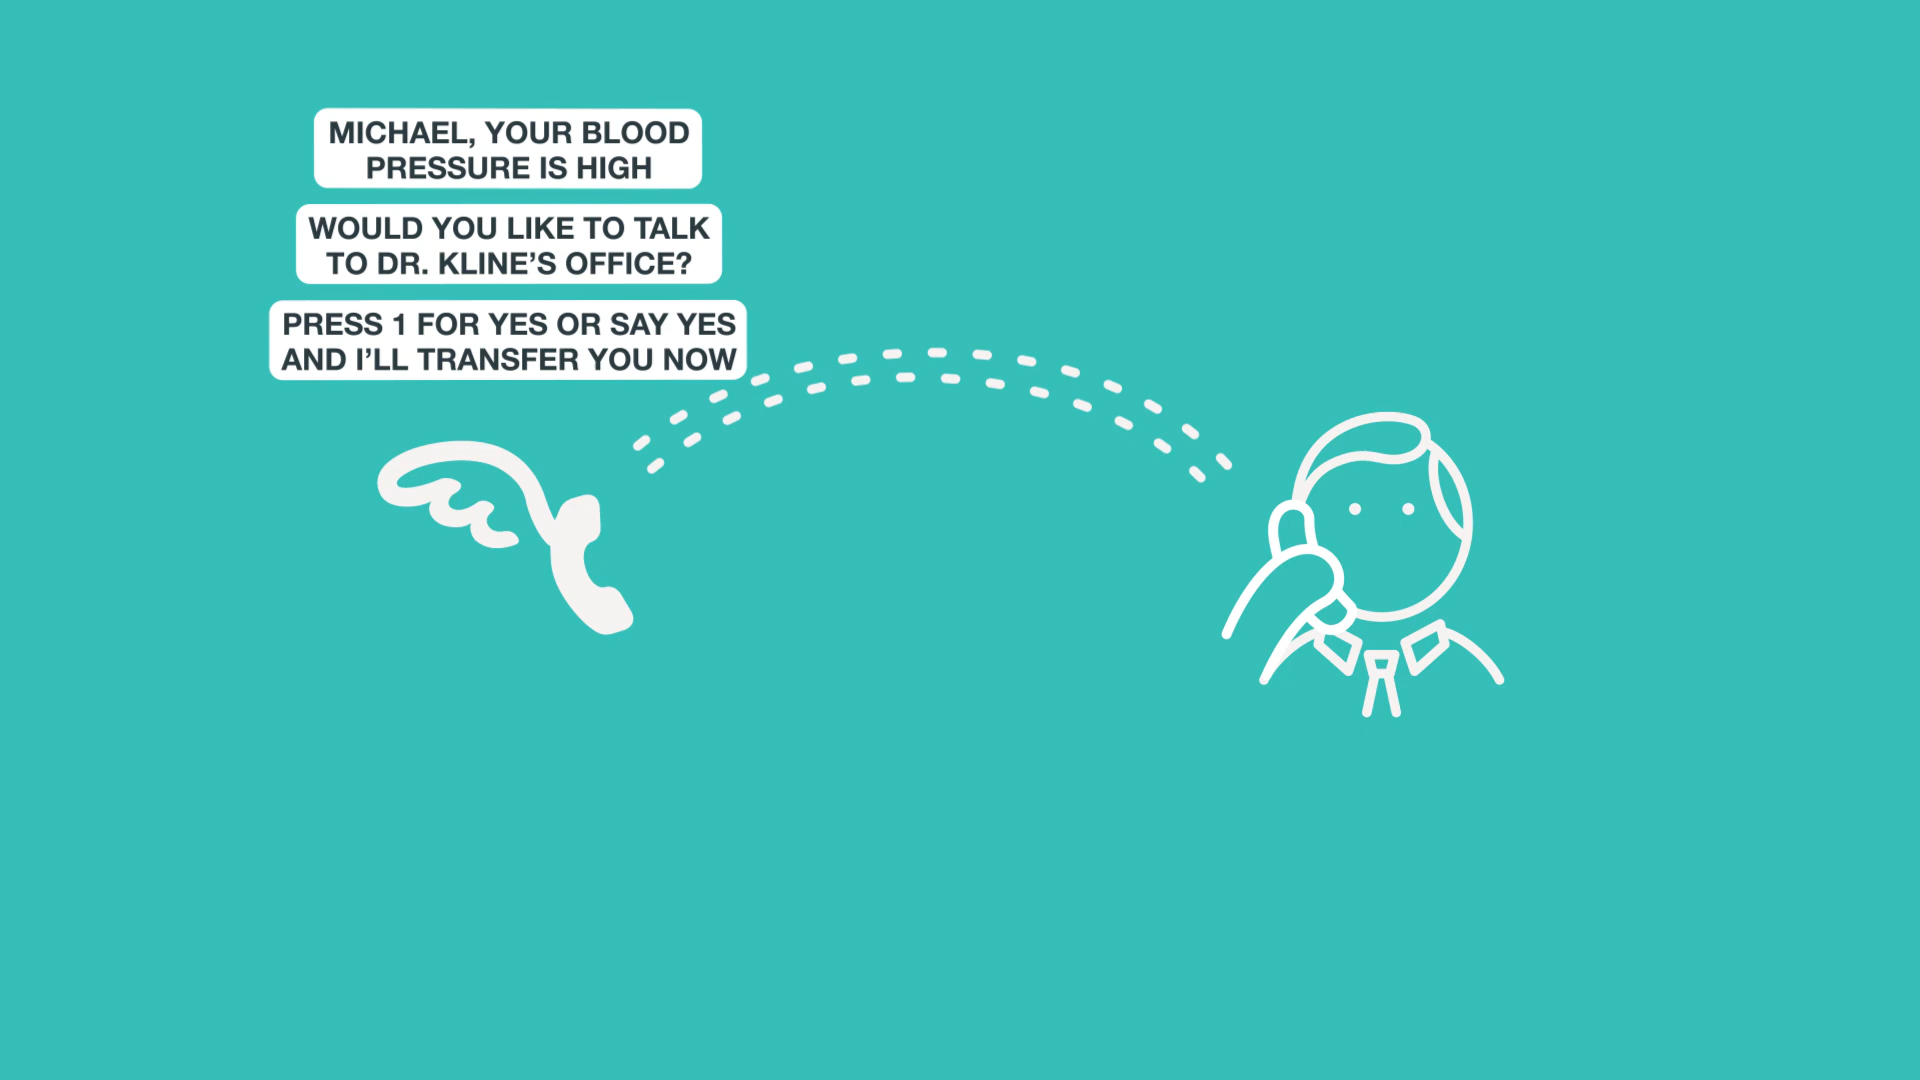 MICHAEL, YOUR BLOOD
PRESSURE IS HIGH
WOULD YOU LIKE TO TALK
TO DR. KLINE’S OFFICE?
PRESS 1 FOR YES OR SAY YES
AND I’LL TRANSFER YOU NOW